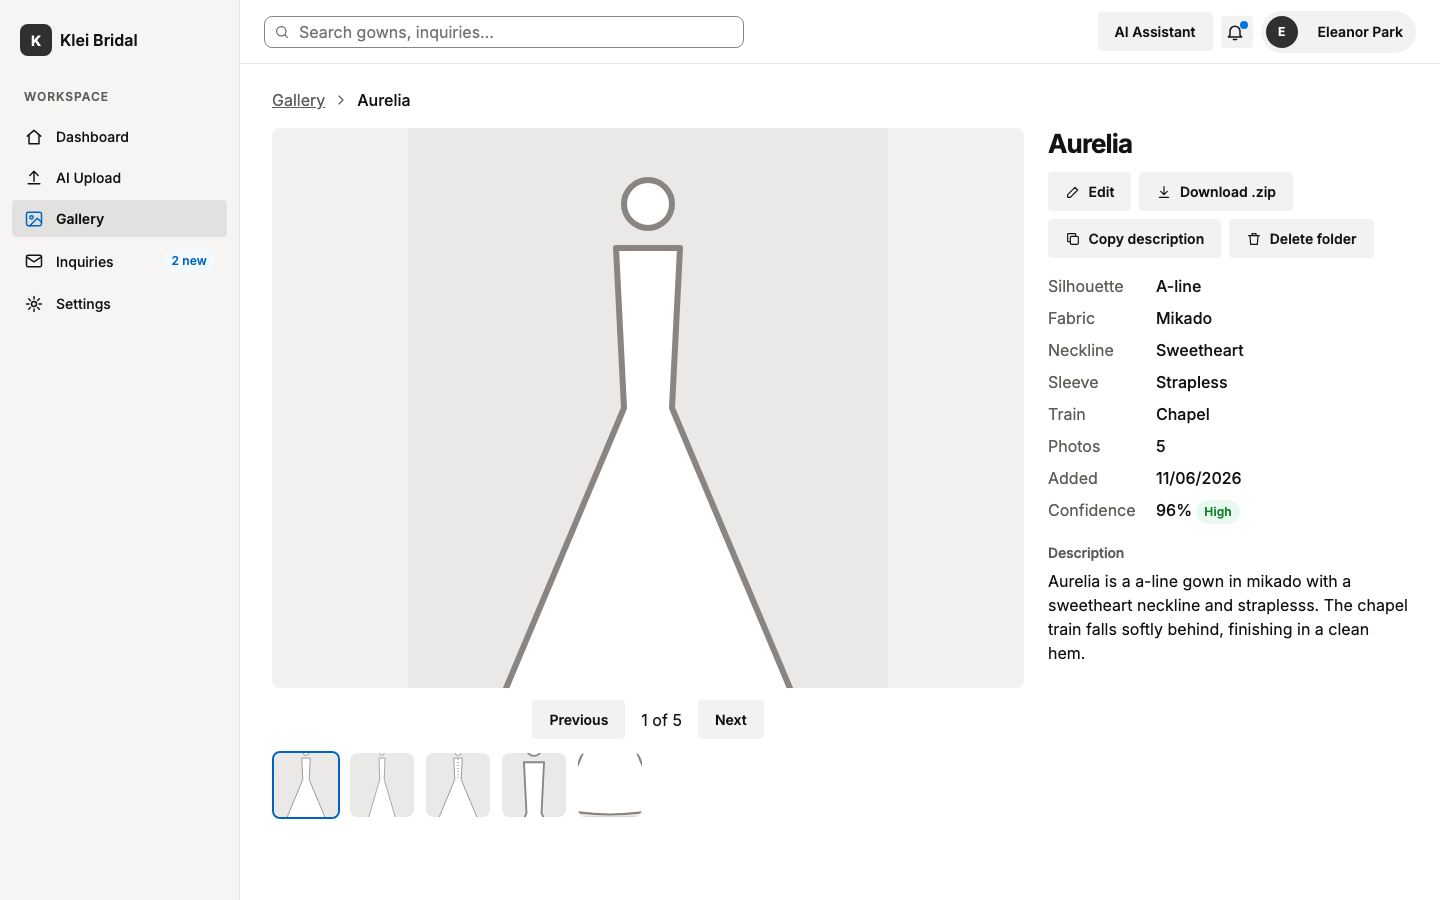 K Klei Bridal
WORKSPACE
Dashboard
AI Upload
Gallery
Inquiries 2 new
Settings
Search gowns, inquiries...
AI Assistant
E Eleanor Park
Gallery > Aurelia
Previous 1 of 5 Next
Aurelia
Edit Download .zip
Copy description Delete folder
Silhouette A-line
Fabric Mikado
Neckline Sweetheart
Sleeve Strapless
Train Chapel
Photos 5
Added 11/06/2026
Confidence 96% High
Description
Aurelia is a a-line gown in mikado with a
sweetheart neckline and straplesss. The chapel
train falls softly behind, finishing in a clean
hem.